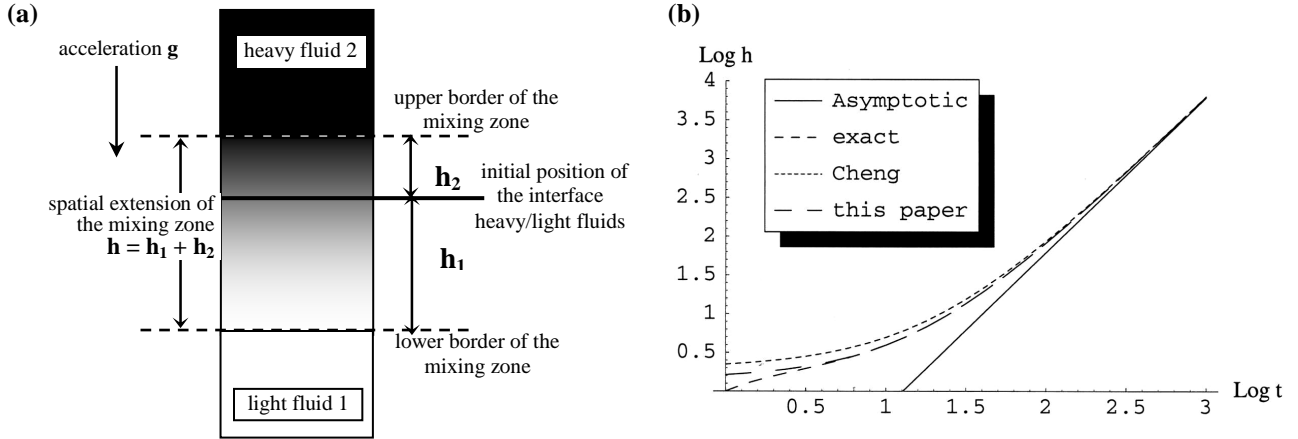 (a)
acceleration g
heavy fluid 2
upper border of the
mixing zone
h2
initial position of
the interface
heavy/light fluids
spatial extension of
the mixing zone
h = h1 + h2
h1
lower border of the
mixing zone
light fluid 1
(b)
Log h
4
3.5
3
2.5
2
1.5
1
0.5
Asymptotic
exact
Cheng
this paper
0.5 1 1.5 2 2.5 3
Log t